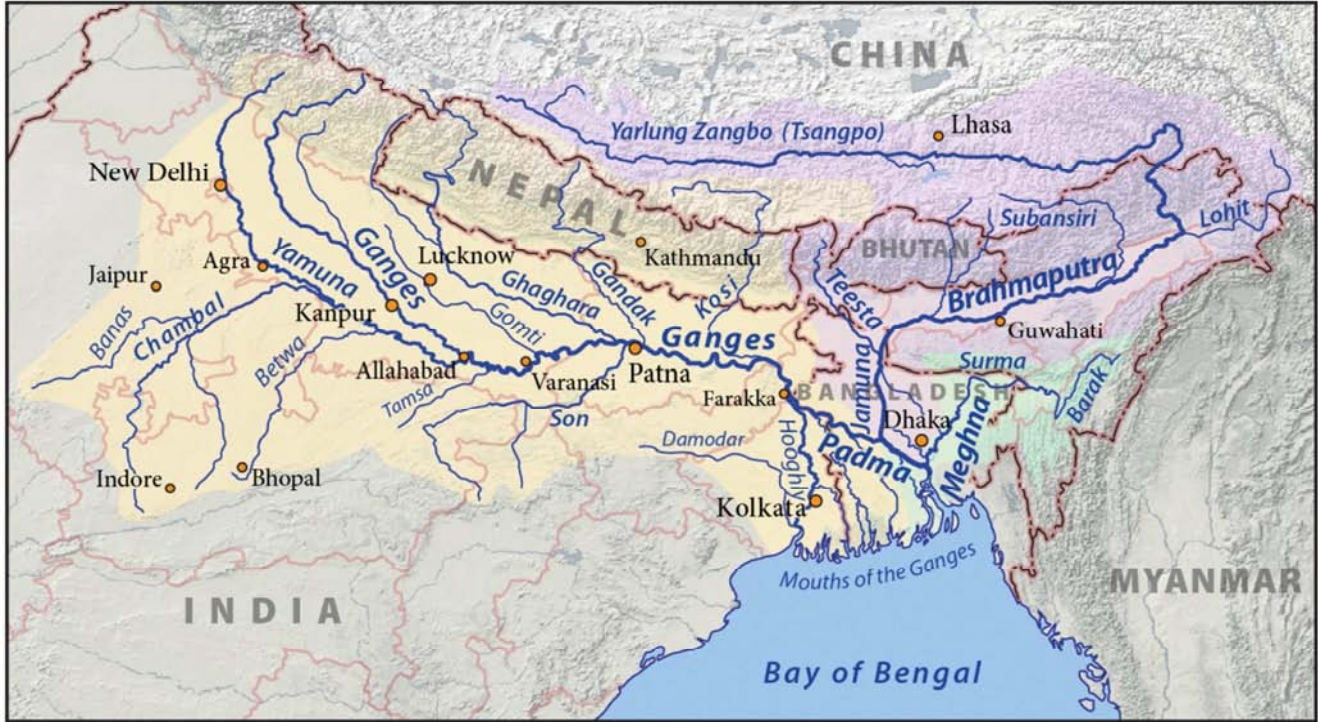 CHINA
Yarlung Zangbo (Tsangpo)
Lhasa
New Delhi
NEPAL
Subansiri
Lohit
BHUTAN
Kathmandu
Agra
Yamuna
Ganges
Lucknow
Jaipur
Ghaghara
Gandak
Kosi
Teesta
Brahmaputra
Banas
Chambal
Kanpur
Gomti
Ganges
Guwahati
Betwa
Allahabad
Varanasi
Patna
Surma
Tamsa
Farakka
BANGLADESH
Jamuna
Barak
Son
Dhaka
Damodar
Hooghly
Padma
Meghna
Indore
Bhopal
Kolkata
Mouths of the Ganges
MYANMAR
INDIA
Bay of Bengal